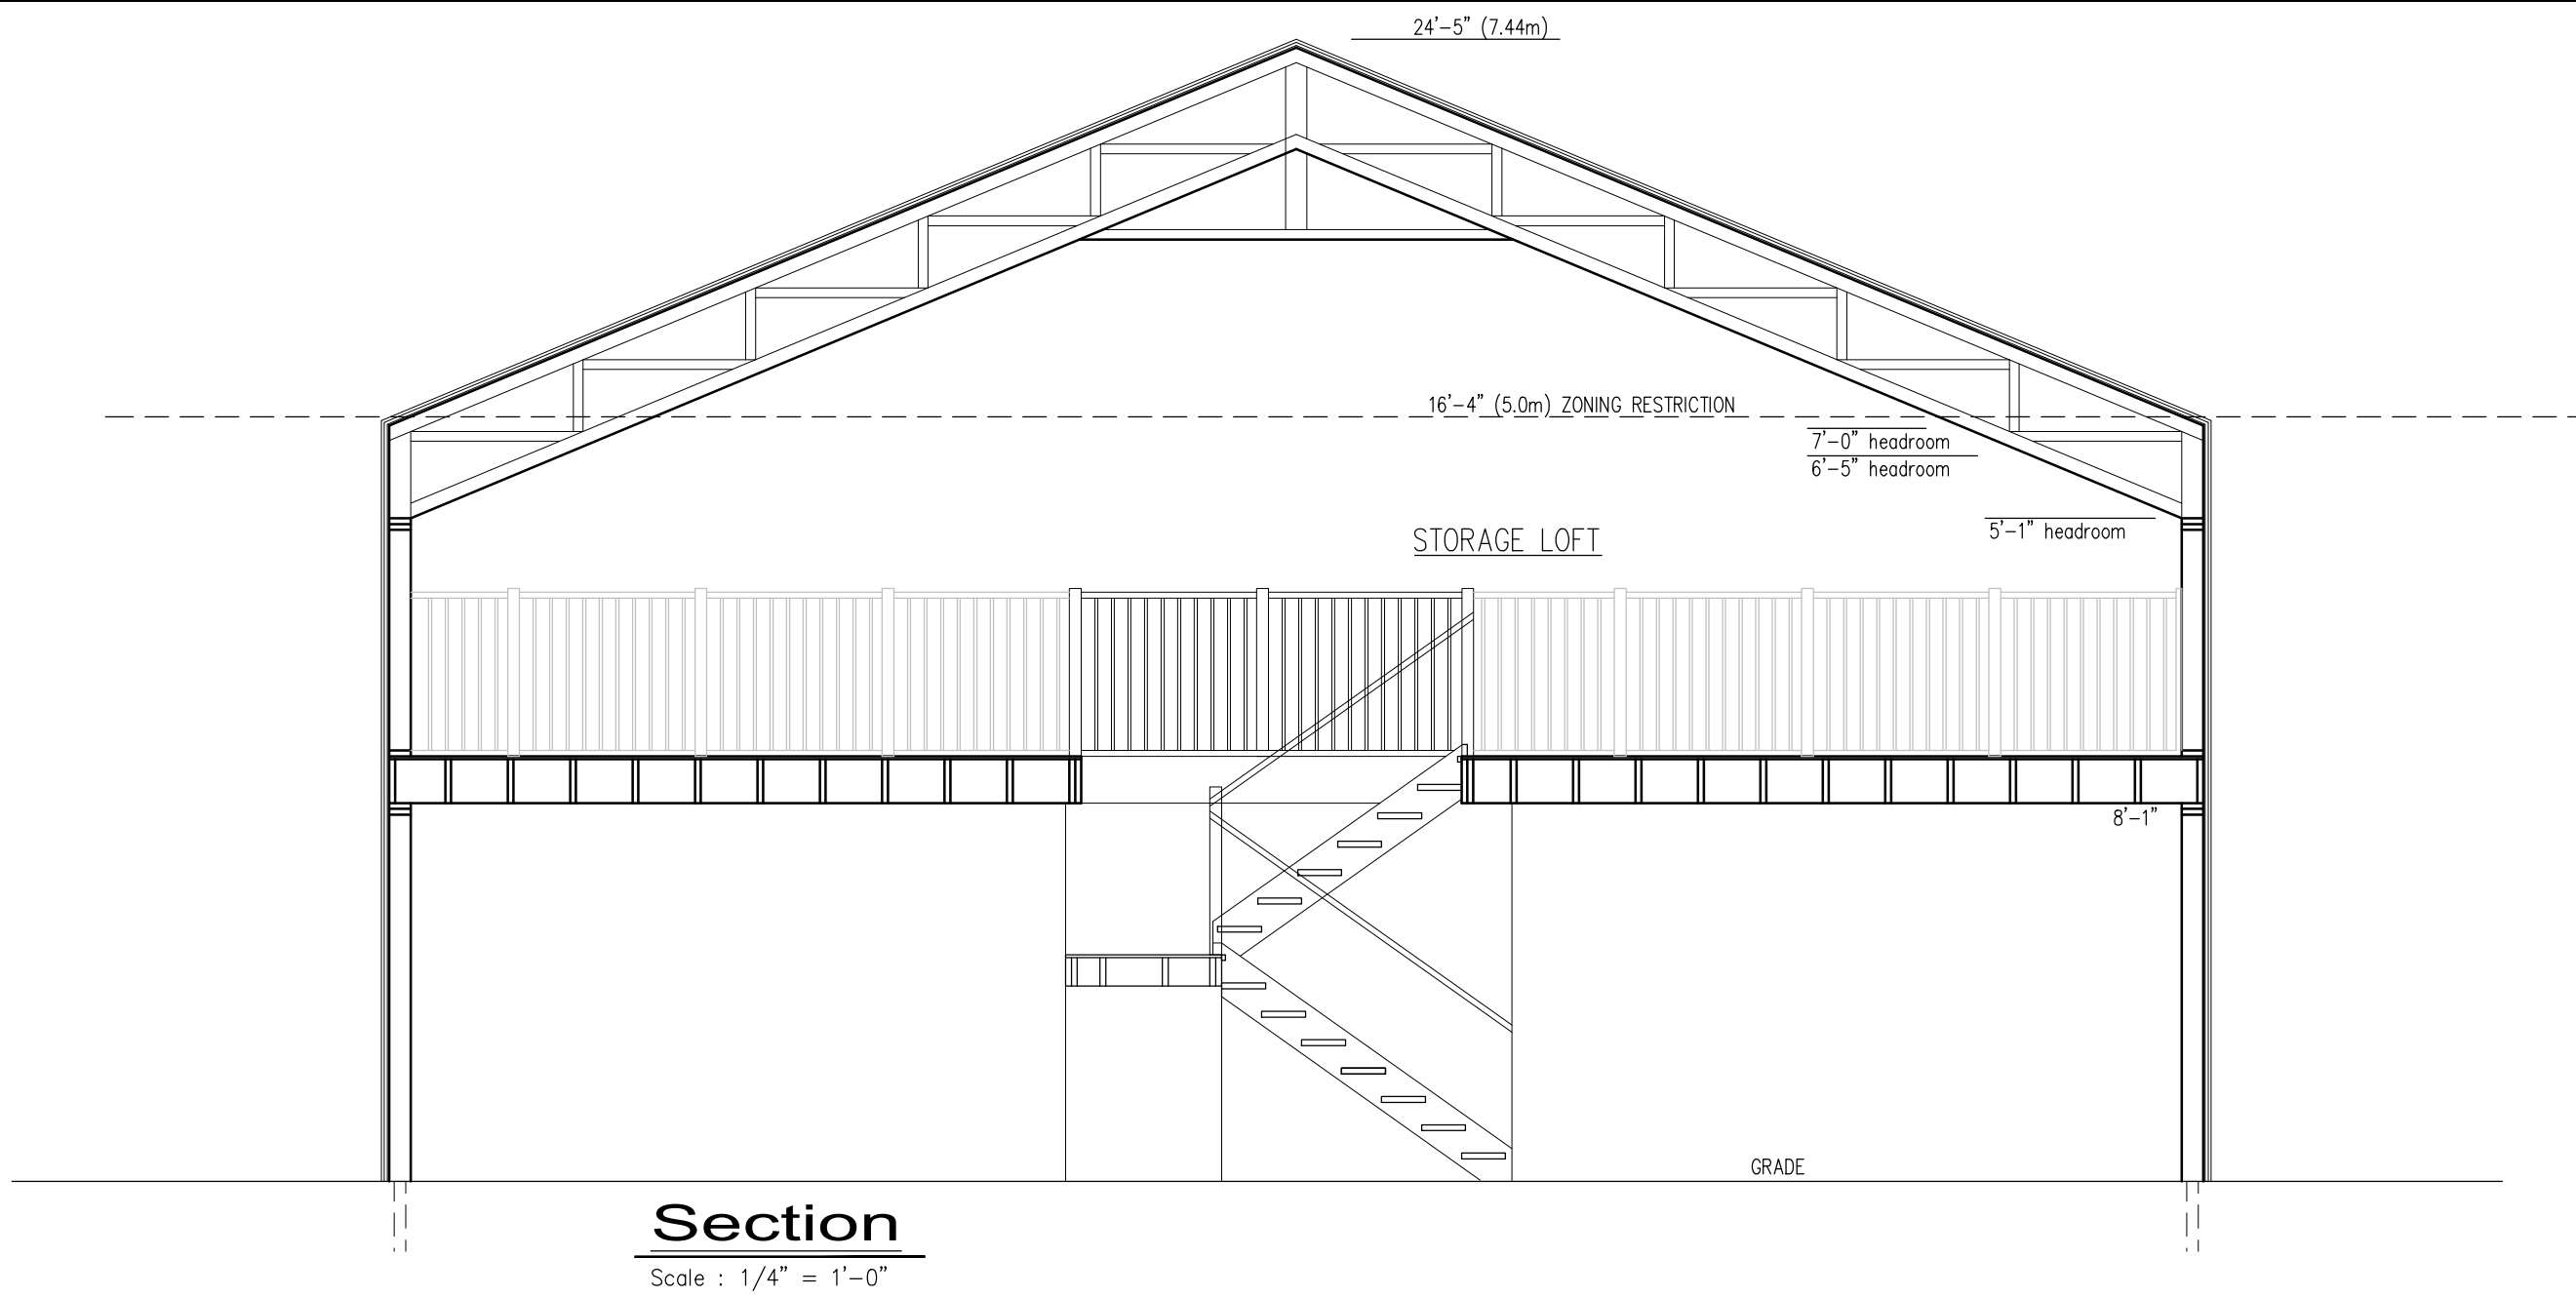 24'-5" (7.44m)
16'-4" (5.0m) ZONING RESTRICTION
7'-0" headroom
6'-5" headroom
5'-1" headroom
STORAGE LOFT
8'-1"
GRADE
Section
Scale : 1/4" = 1'-0"